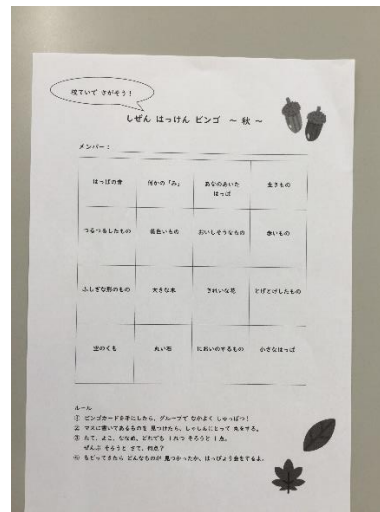 校ていで さがそう！
しぜん はっけん ビンゴ ～ 秋 ～
メンバー：
はっぱの青 何かの「み」 あなのあいた はっぱ 生きもの
つるつるしたもの 黄色いもの おいしそうなもの 赤いもの
ふしぎな形のもの 大きな木 きれいな花 とげとげしたもの
空のくも 丸い石 においのするもの 小さなはっぱ
ルール
① ビンゴカードを手にしたら、グループで なかよく しゅっぱつ！
② マスに書いてあるものを 見つけたら、しゃしんにとって 丸をする。
③ たて、よこ、ななめ、どれでも 1れつ そろうと 1点。
ぜんぶ そろうと さて、何点？
④ もどってきたら どんなものが 見つかったか、はっぴょう会をするよ。